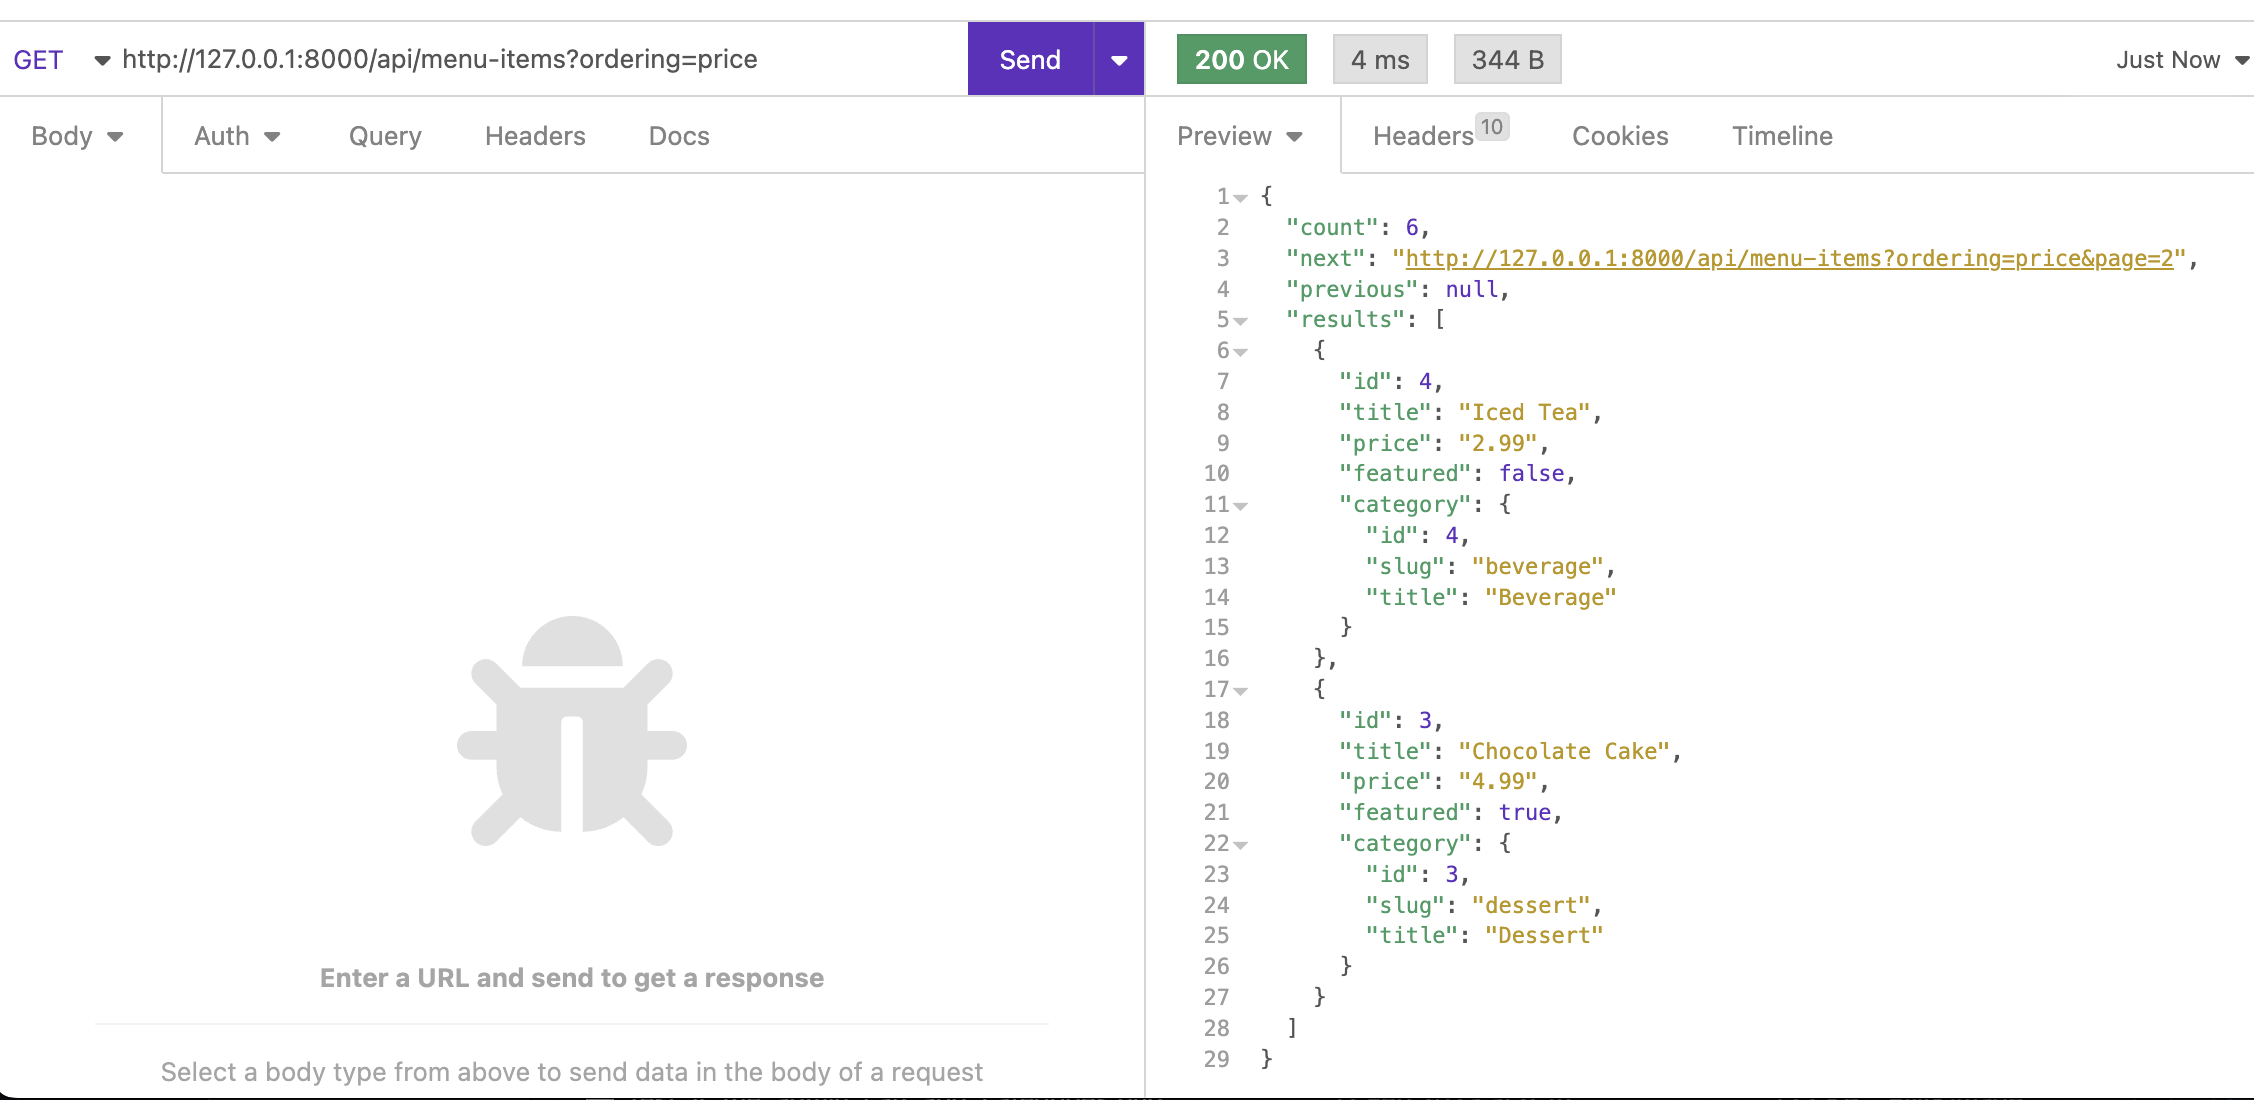 GET http://127.0.0.1:8000/api/menu-items?ordering=price Send 200 OK 4 ms 344 B Just Now
Body Auth Query Headers Docs
Preview Headers 10 Cookies Timeline
Enter a URL and send to get a response
Select a body type from above to send data in the body of a request
1 {
2 "count": 6,
3 "next": "http://127.0.0.1:8000/api/menu-items?ordering=price&page=2",
4 "previous": null,
5 "results": [
6 {
7 "id": 4,
8 "title": "Iced Tea",
9 "price": "2.99",
10 "featured": false,
11 "category": {
12 "id": 4,
13 "slug": "beverage",
14 "title": "Beverage"
15 }
16 },
17 {
18 "id": 3,
19 "title": "Chocolate Cake",
20 "price": "4.99",
21 "featured": true,
22 "category": {
23 "id": 3,
24 "slug": "dessert",
25 "title": "Dessert"
26 }
27 }
28 ]
29 }